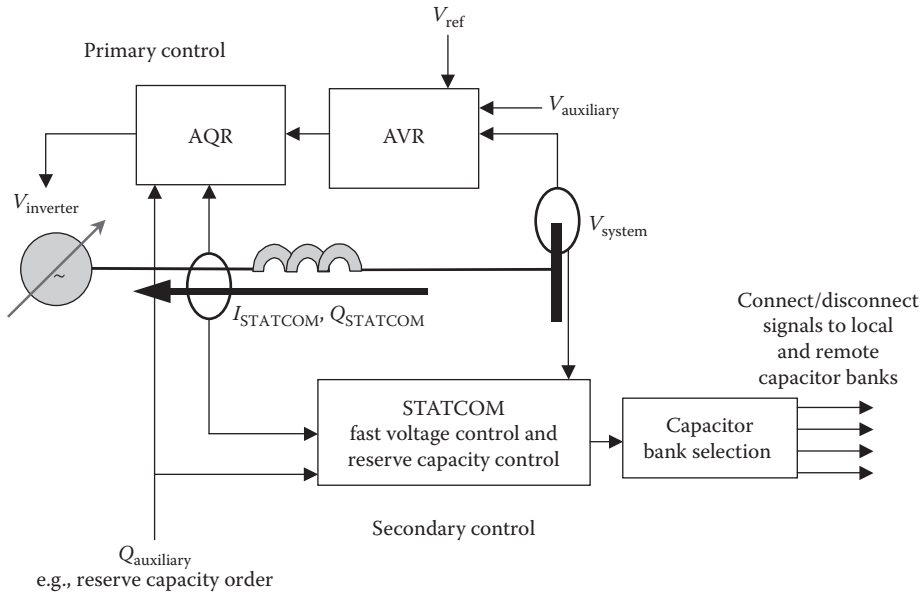 V_ref
Primary control
V_auxiliary
AQR
AVR
V_inverter
V_system
~
I_STATCOM, Q_STATCOM
Connect/disconnect
signals to local
and remote
capacitor banks
STATCOM
fast voltage control and
reserve capacity control
Capacitor
bank selection
Secondary control
Q_auxiliary
e.g., reserve capacity order